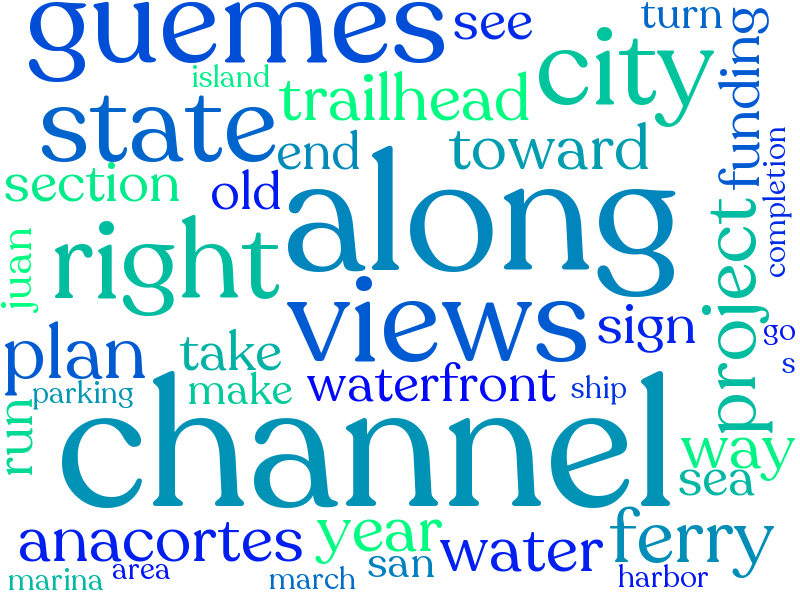 guemes
see
turn
island
trailhead
city
funding
state
end
toward
completion
section
old
along
juan
right
project
views
sign
go
plan
take
s
parking
make
waterfront
ship
run
channel
way
sea
anacortes
year
water
ferry
marina
area
march
san
harbor